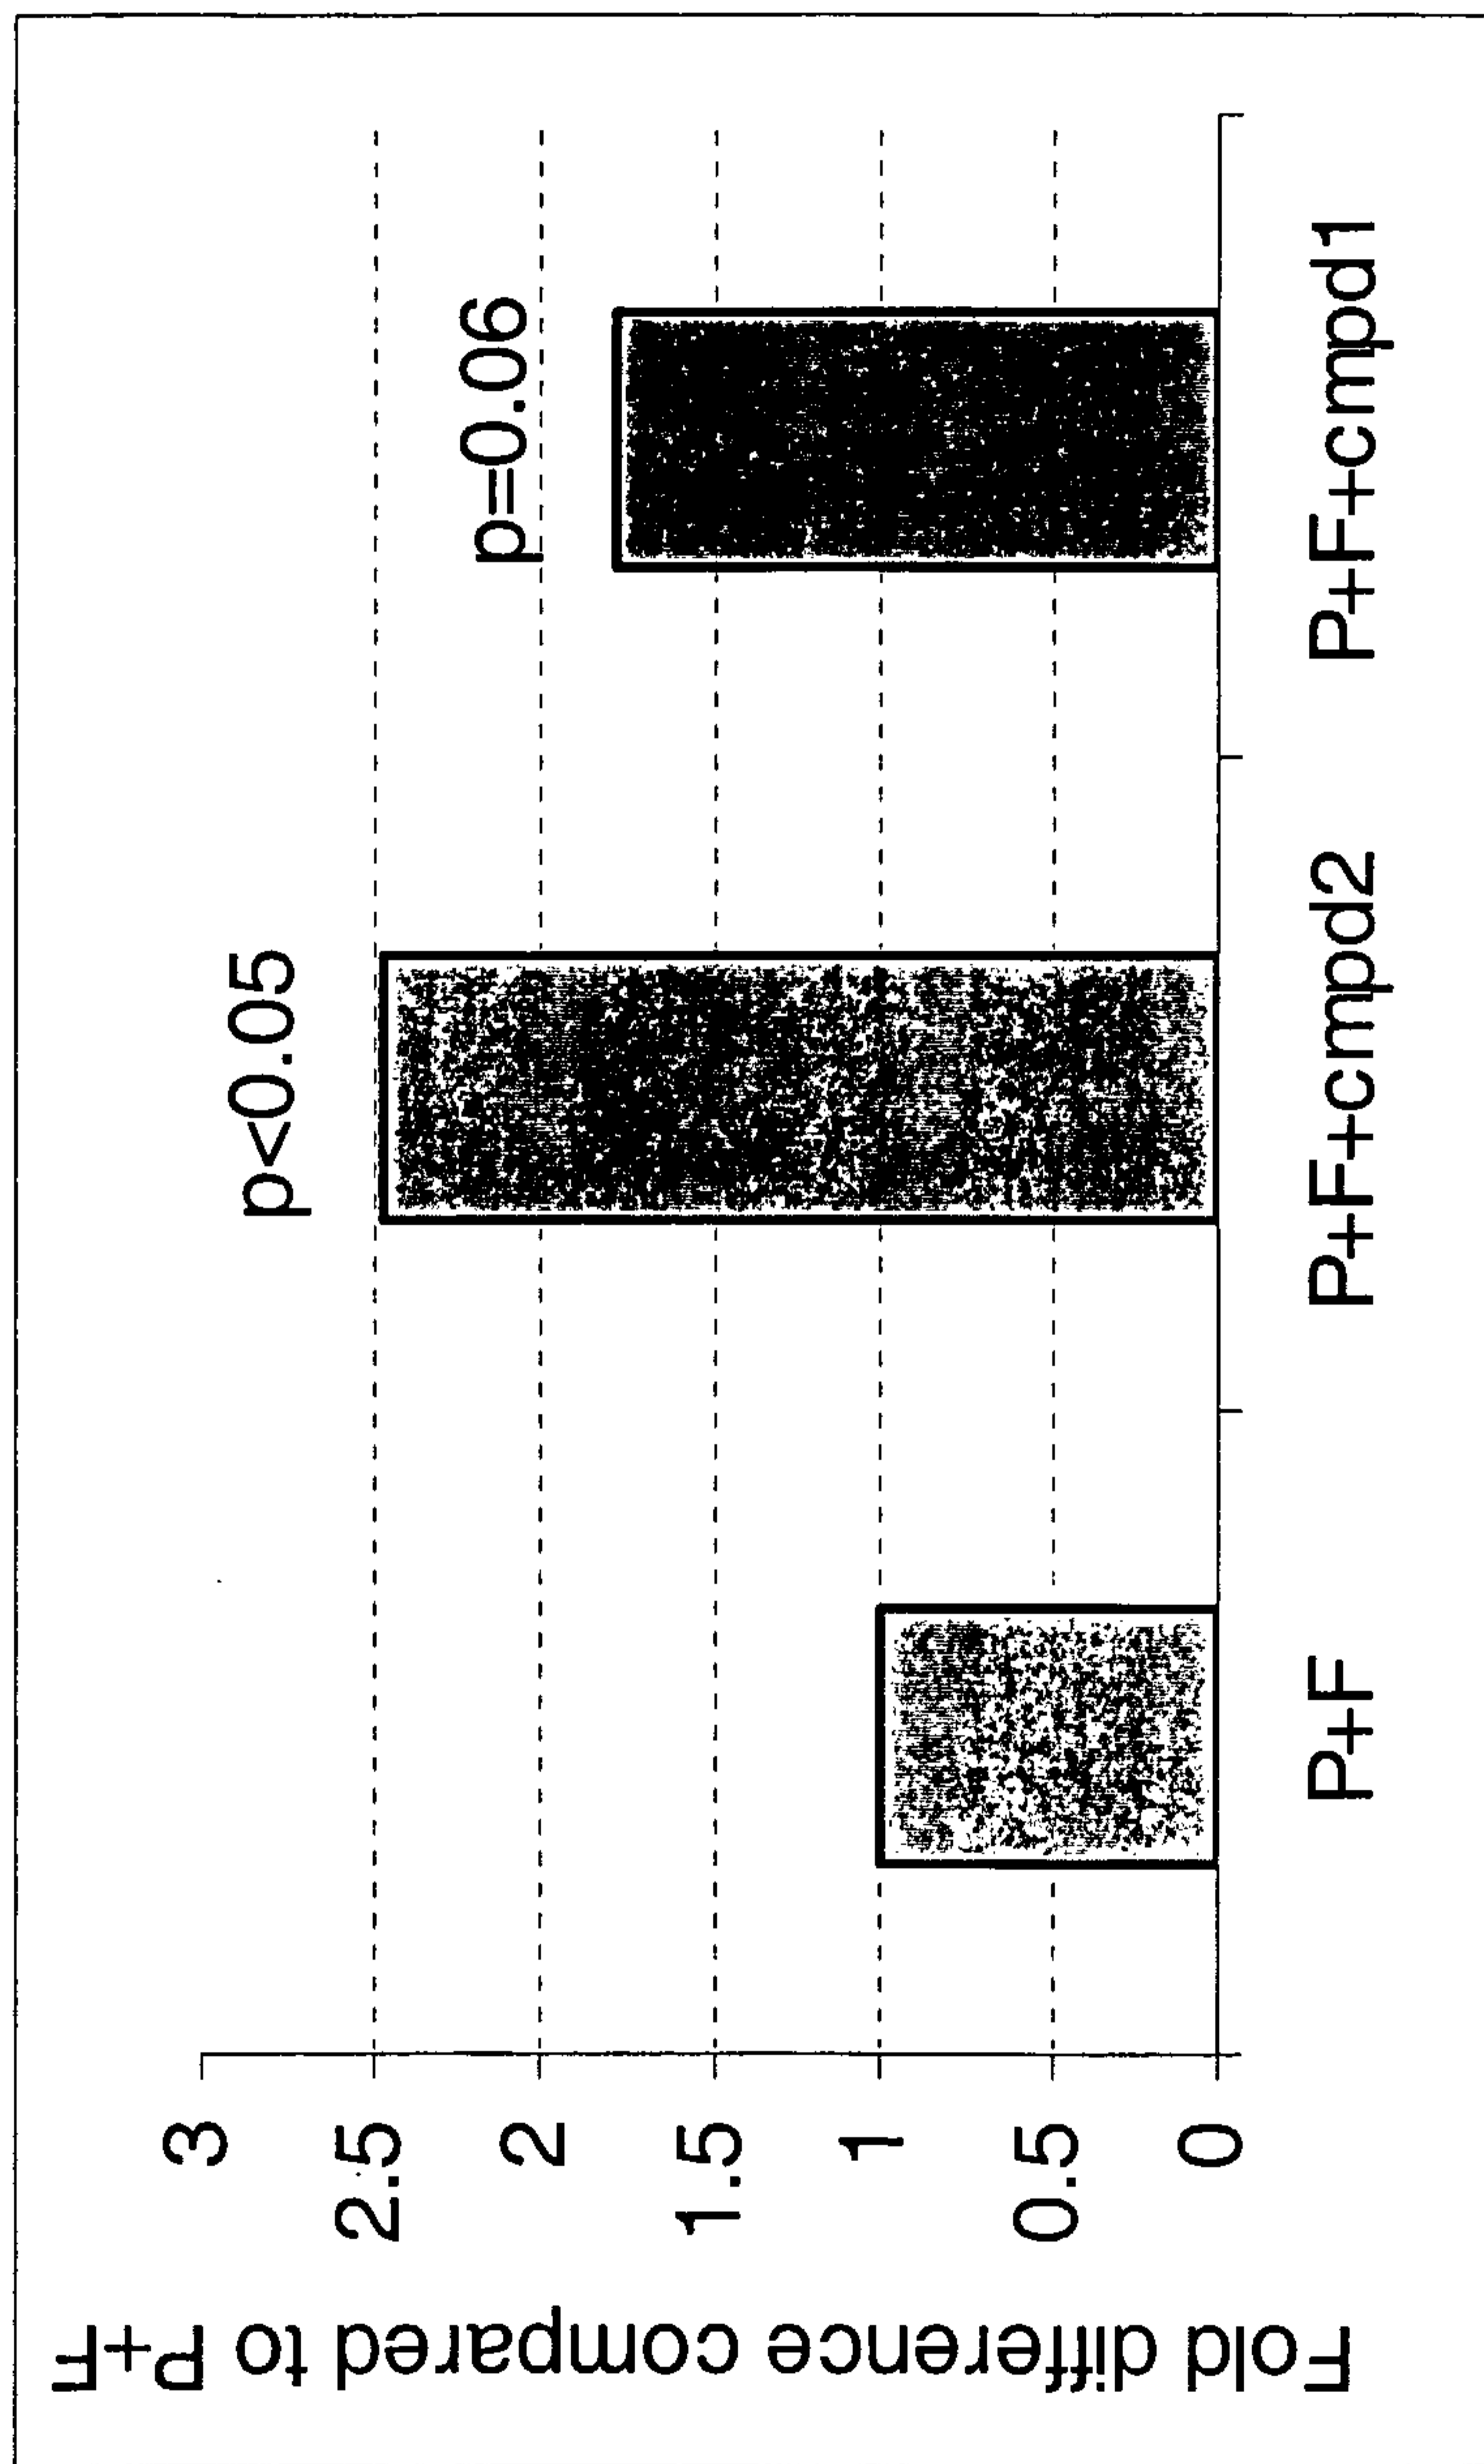 Fold difference compared to P+F
3
2.5
2
1.5
1
0.5
0
p<0.05
p=0.06
P+F
P+F+cmpd2
P+F+cmpd1